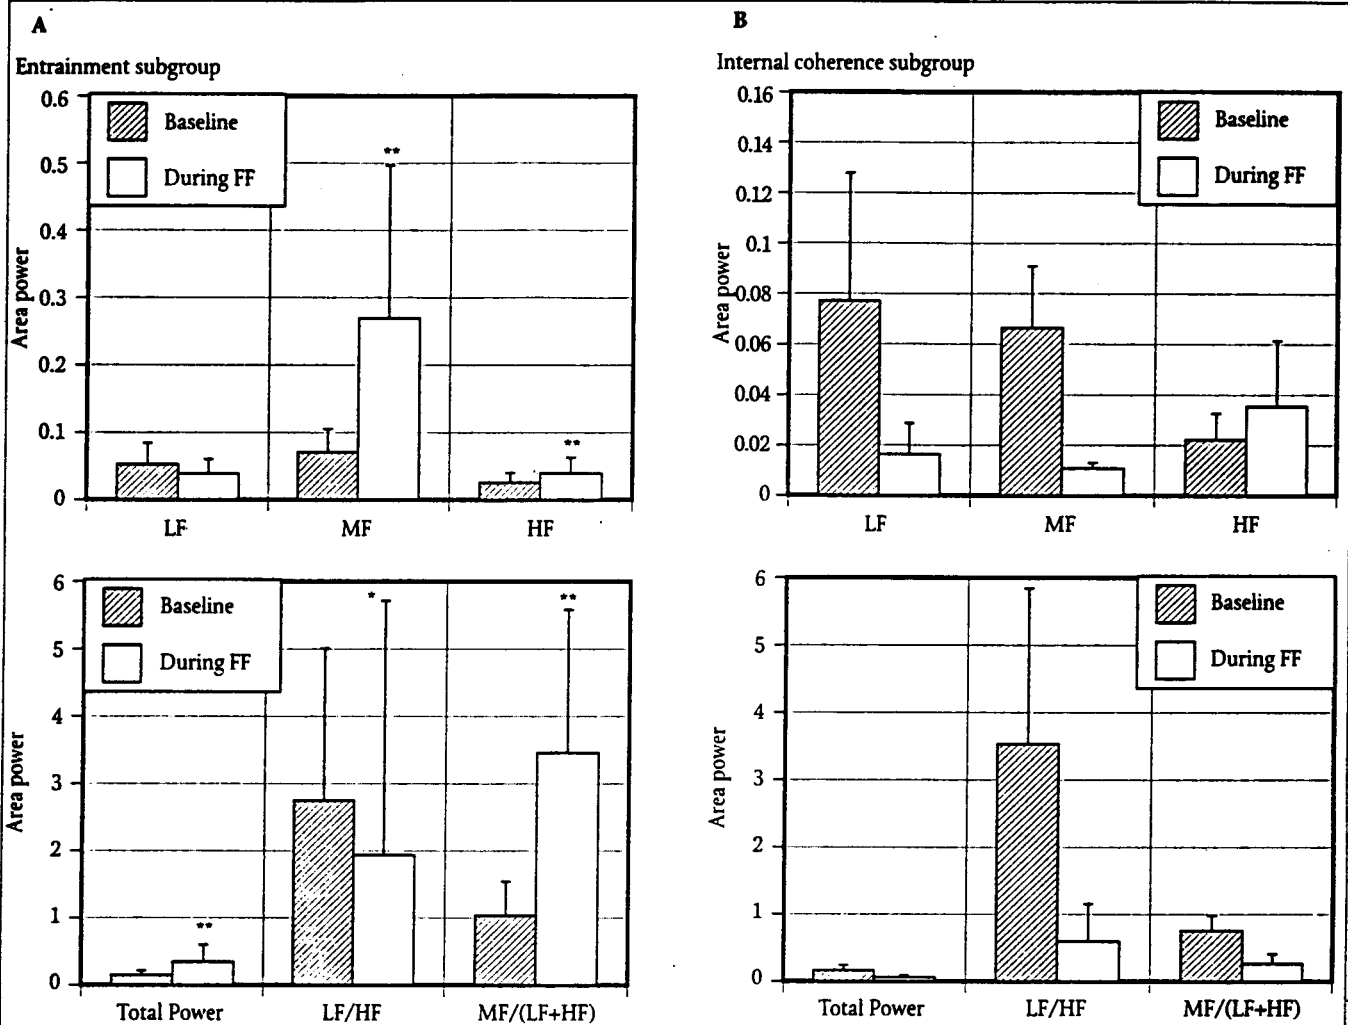 A
Entrainment subgroup
Baseline
During FF
**
**
Area power
0.6
0.5
0.4
0.3
0.2
0.1
0
LF
MF
HF
Baseline
During FF
*
**
**
Area power
6
5
4
3
2
1
0
Total Power
LF/HF
MF/(LF+HF)
B
Internal coherence subgroup
Baseline
During FF
Area power
0.16
0.14
0.12
0.1
0.08
0.06
0.04
0.02
0
LF
MF
HF
Baseline
During FF
Area power
6
5
4
3
2
1
0
Total Power
LF/HF
MF/(LF+HF)